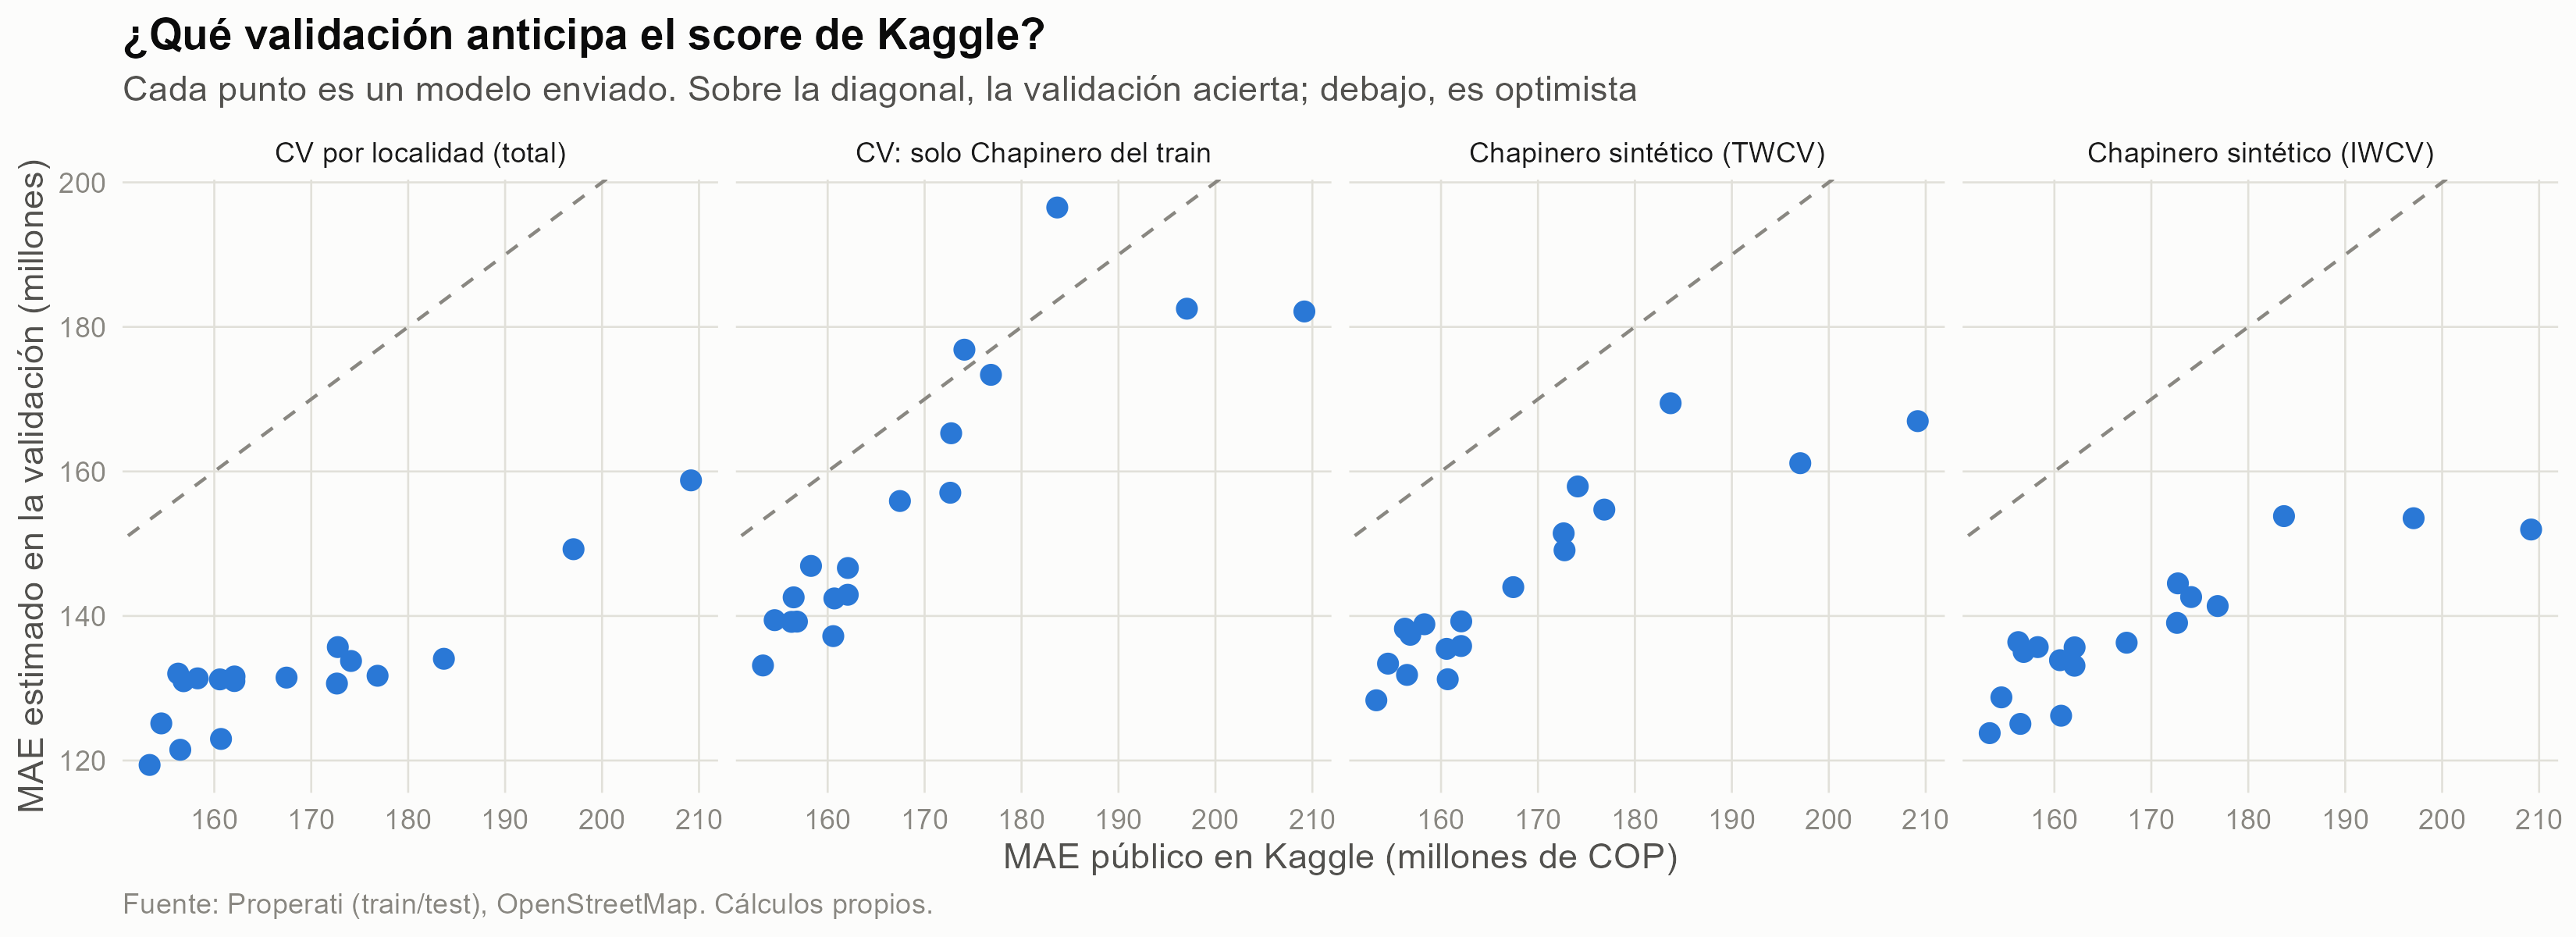 ¿Qué validación anticipa el score de Kaggle?
Cada punto es un modelo enviado. Sobre la diagonal, la validación acierta; debajo, es optimista
CV por localidad (total)
CV: solo Chapinero del train
Chapinero sintético (TWCV)
Chapinero sintético (IWCV)
MAE estimado en la validación (millones)
200
180
160
140
120
160 170 180 190 200 210
160 170 180 190 200 210
160 170 180 190 200 210
160 170 180 190 200 210
MAE público en Kaggle (millones de COP)
Fuente: Properati (train/test), OpenStreetMap. Cálculos propios.